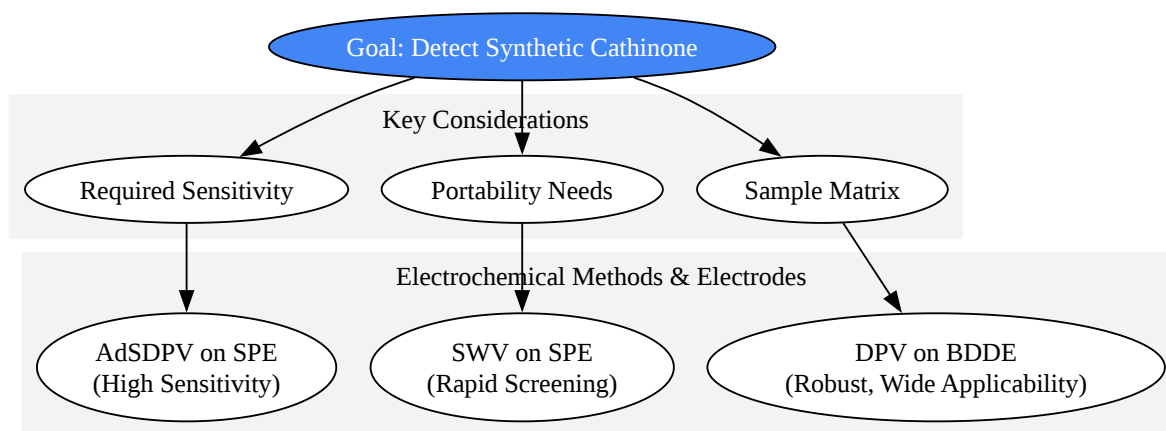 Goal: Detect Synthetic Cathinone
Key Considerations
Required Sensitivity
Portability Needs
Sample Matrix
Electrochemical Methods & Electrodes
AdSDPV on SPE
(High Sensitivity)
SWV on SPE
(Rapid Screening)
DPV on BDDE
(Robust, Wide Applicability)